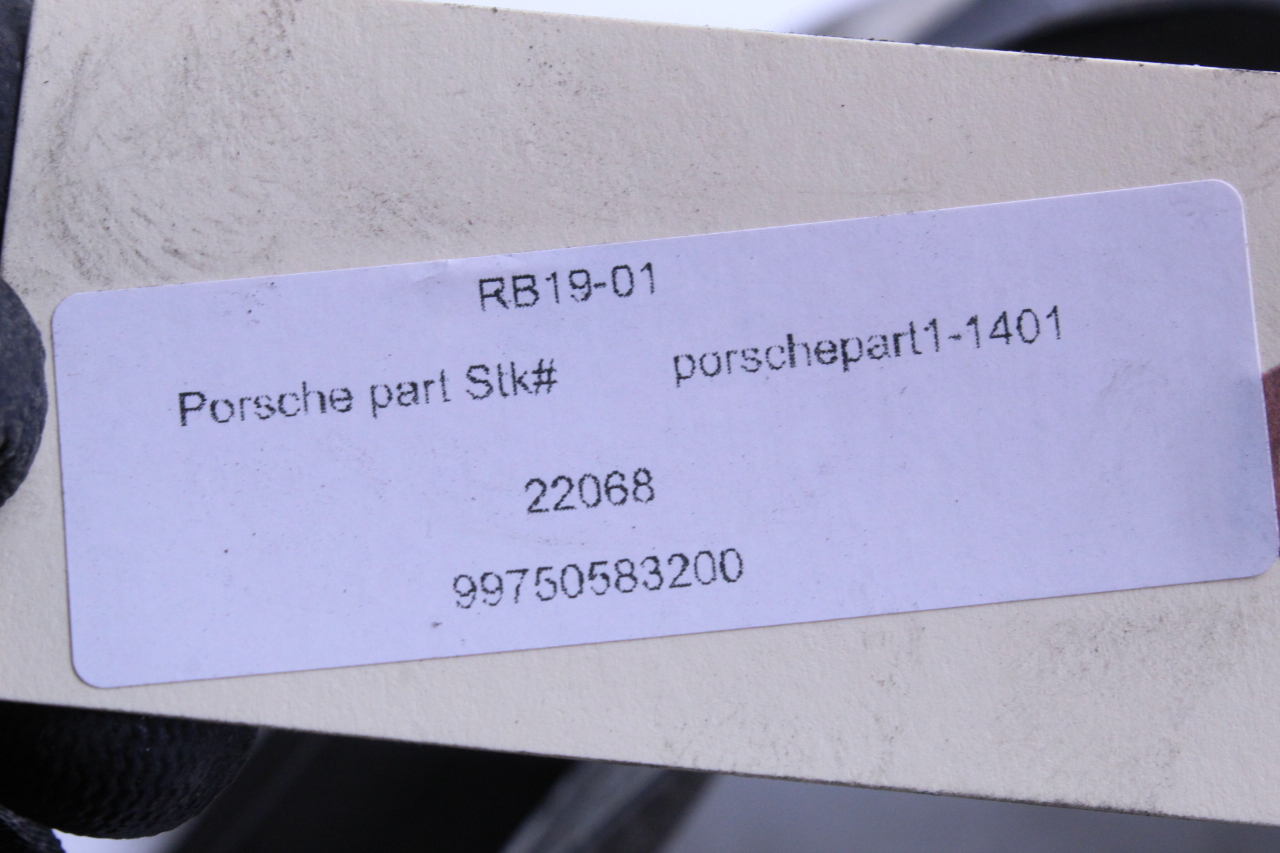 RB19-01
Porsche part Stk# porschepart1-1401
22068
99750583200